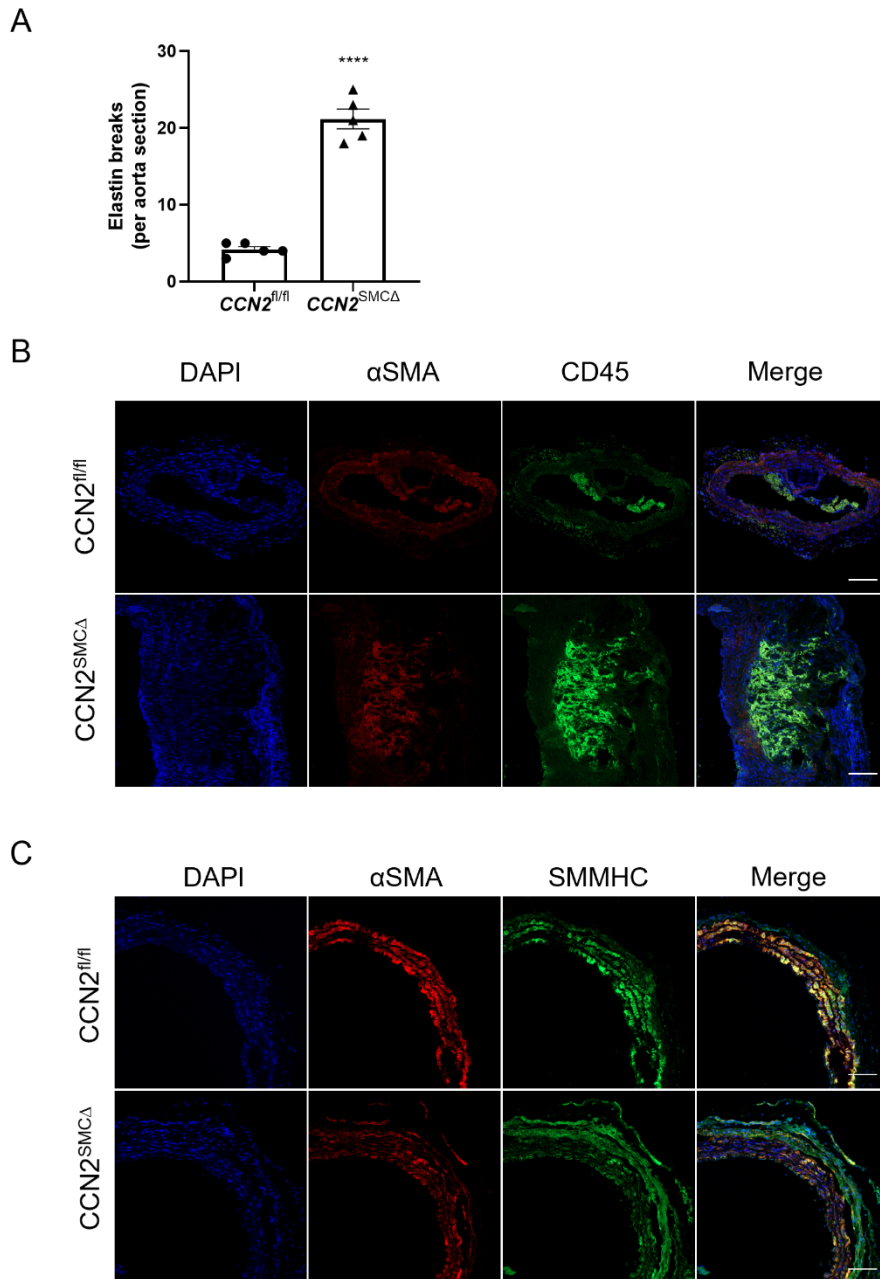 A
30
20
10
0
Elastin breaks
(per aorta section)
****
CCN2fl/fl CCN2SMCΔ
B
DAPI αSMA CD45 Merge
CCN2fl/fl
CCN2SMCΔ
C
DAPI αSMA SMMHC Merge
CCN2fl/fl
CCN2SMCΔ